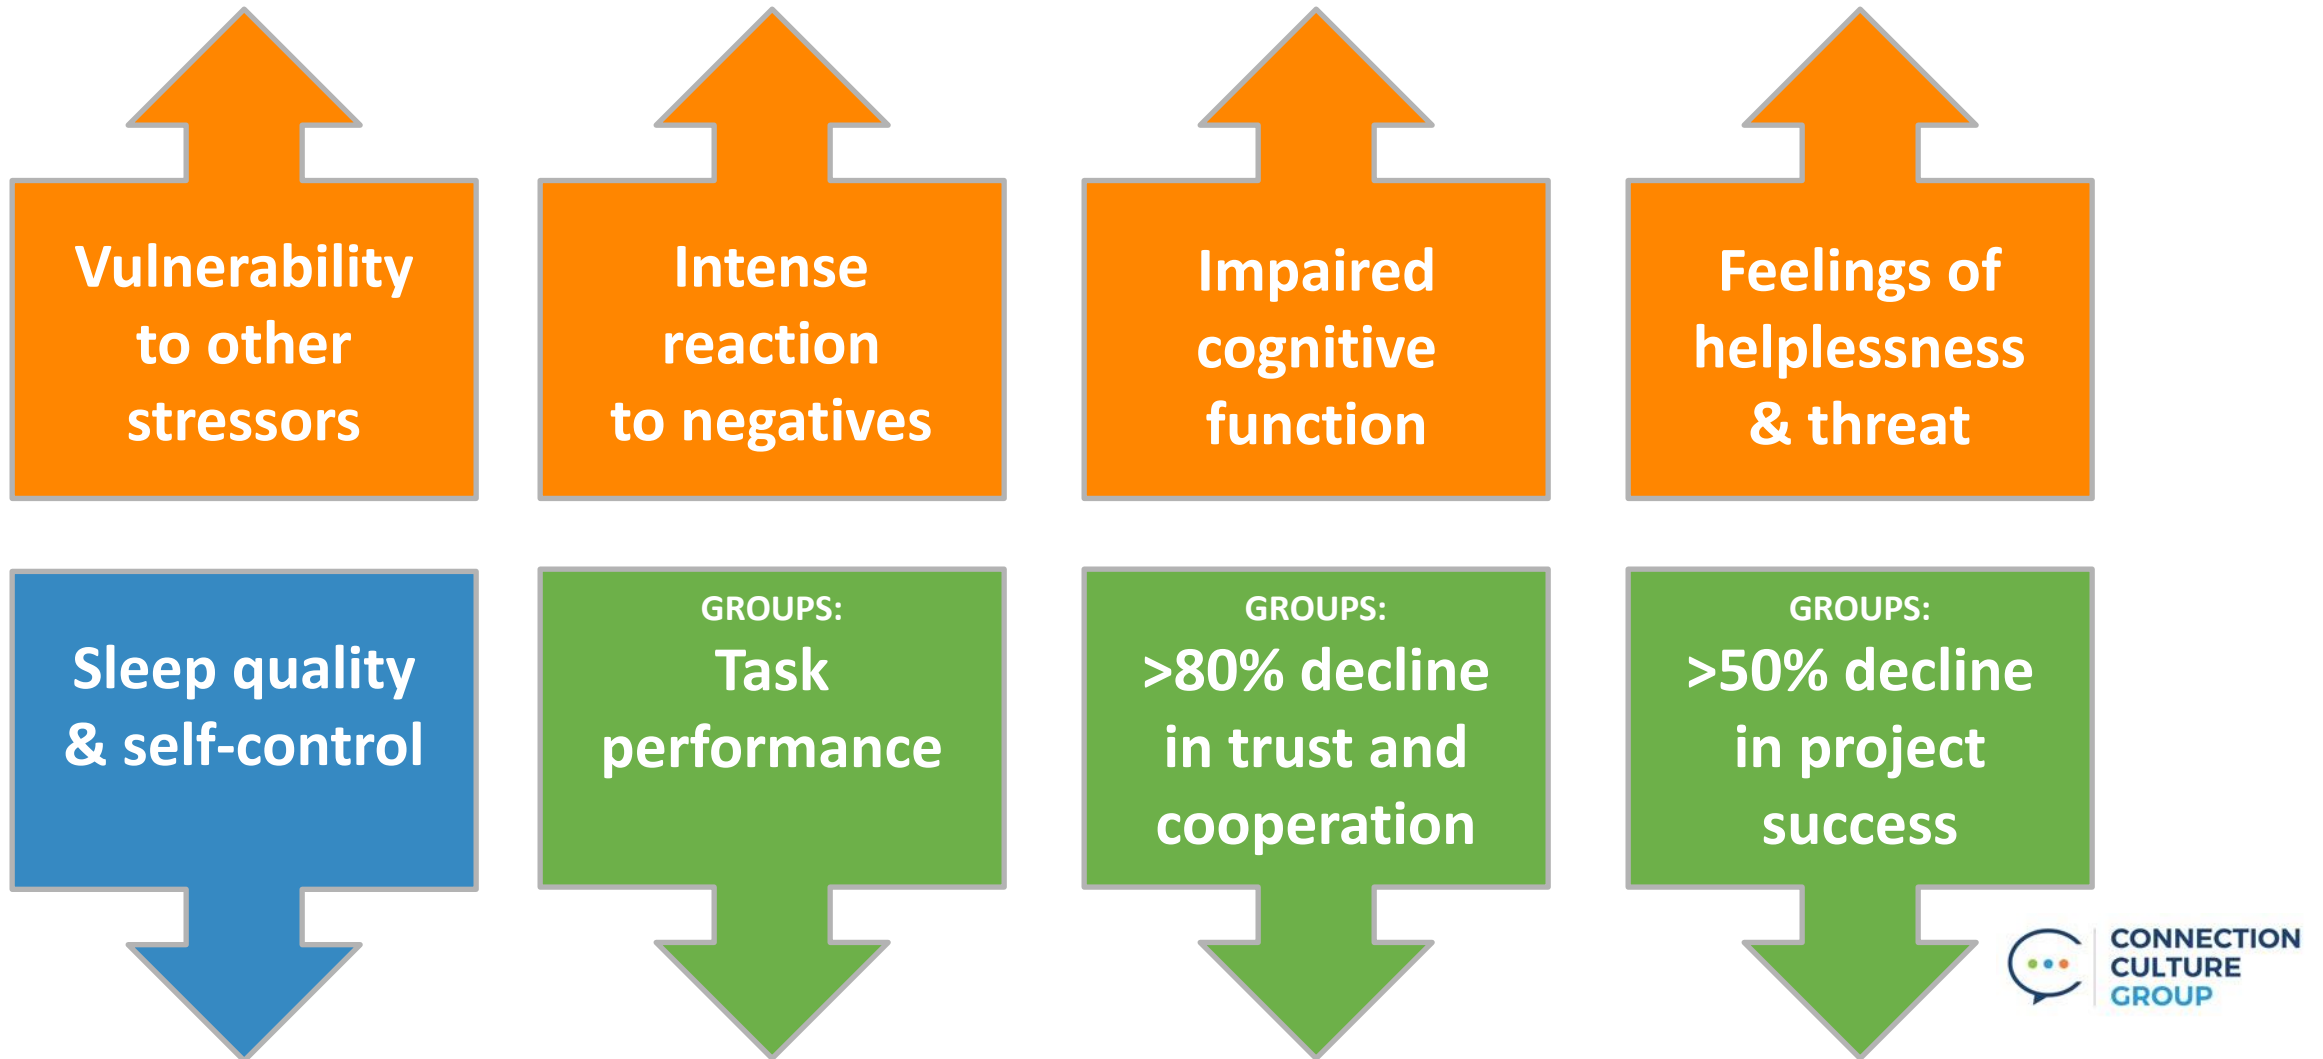 Vulnerability
to other
stressors
Intense
reaction
to negatives
Impaired
cognitive
function
Feelings of
helplessness
& threat
Sleep quality
& self-control
GROUPS:
Task
performance
GROUPS:
>80% decline
in trust and
cooperation
GROUPS:
>50% decline
in project
success
CONNECTION
CULTURE
GROUP